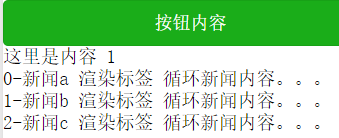 按钮内容
这里是内容 1
0-新闻a 渲染标签 循环新闻内容。。。
1-新闻b 渲染标签 循环新闻内容。。。
2-新闻c 渲染标签 循环新闻内容。。。